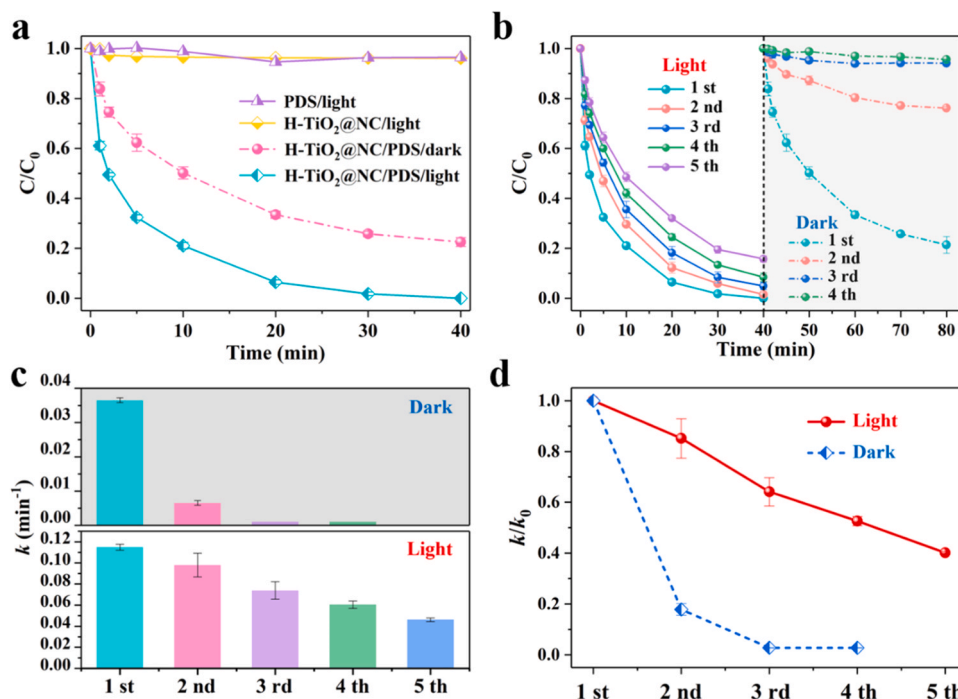 a
C/C0
1.0
0.8
0.6
0.4
0.2
0.0
PDS/light
H-TiO2@NC/light
H-TiO2@NC/PDS/dark
H-TiO2@NC/PDS/light
0 10 20 30 40
Time (min)
b
C/C0
1.0
0.8
0.6
0.4
0.2
0.0
Light
1 st
2 nd
3 rd
4 th
5 th
Dark
1 st
2 nd
3 rd
4 th
0 10 20 30 40 50 60 70 80
Time (min)
c
k (min-1)
0.04
0.03
0.02
0.01
0.00
Dark
0.12
0.10
0.08
0.06
0.04
0.02
0.00
Light
1 st 2 nd 3 rd 4 th 5 th
d
k/k0
1.0
0.8
0.6
0.4
0.2
0.0
Light
Dark
1 st 2 nd 3 rd 4 th 5 th